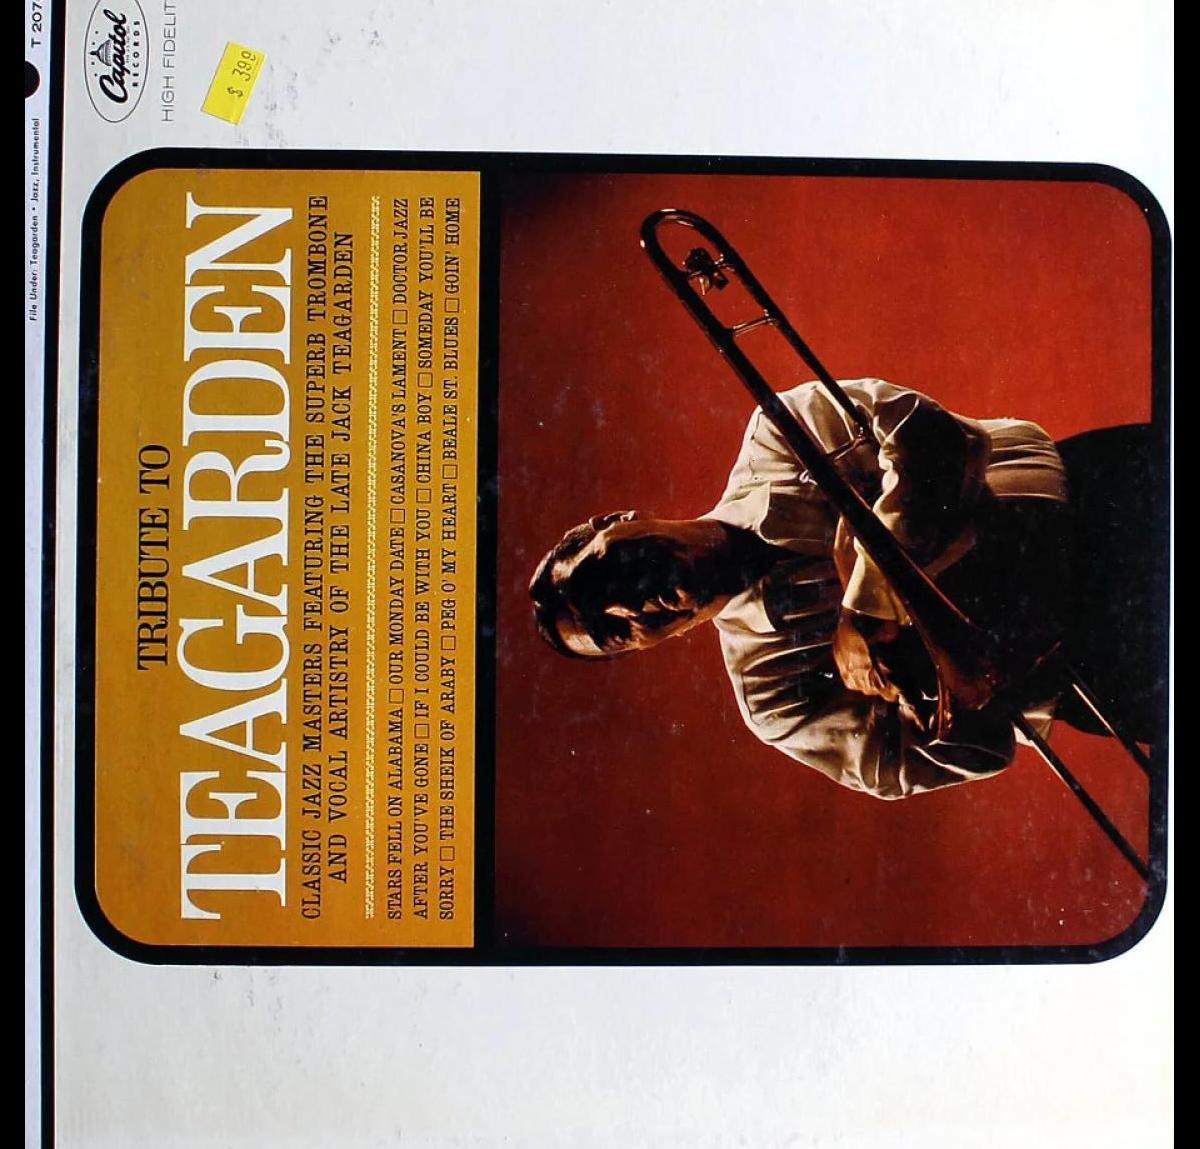 File Under: Teagarden • Jazz, Instrumental
T 207
Capitol
RECORDS
HIGH FIDELIT
$ 399
TRIBUTE TO
TEAGARDEN
CLASSIC JAZZ MASTERS FEATURING THE SUPERB TROMBONE
AND VOCAL ARTISTRY OF THE LATE JACK TEAGARDEN
STARS FELL ON ALABAMA □ OUR MONDAY DATE □ CASANOVA'S LAMENT □ DOCTOR JAZZ
AFTER YOU'VE GONE □ IF I COULD BE WITH YOU □ CHINA BOY □ SOMEDAY YOU'LL BE
SORRY □ THE SHEIK OF ARABY □ PEG O' MY HEART □ BEALE ST. BLUES □ GOIN' HOME